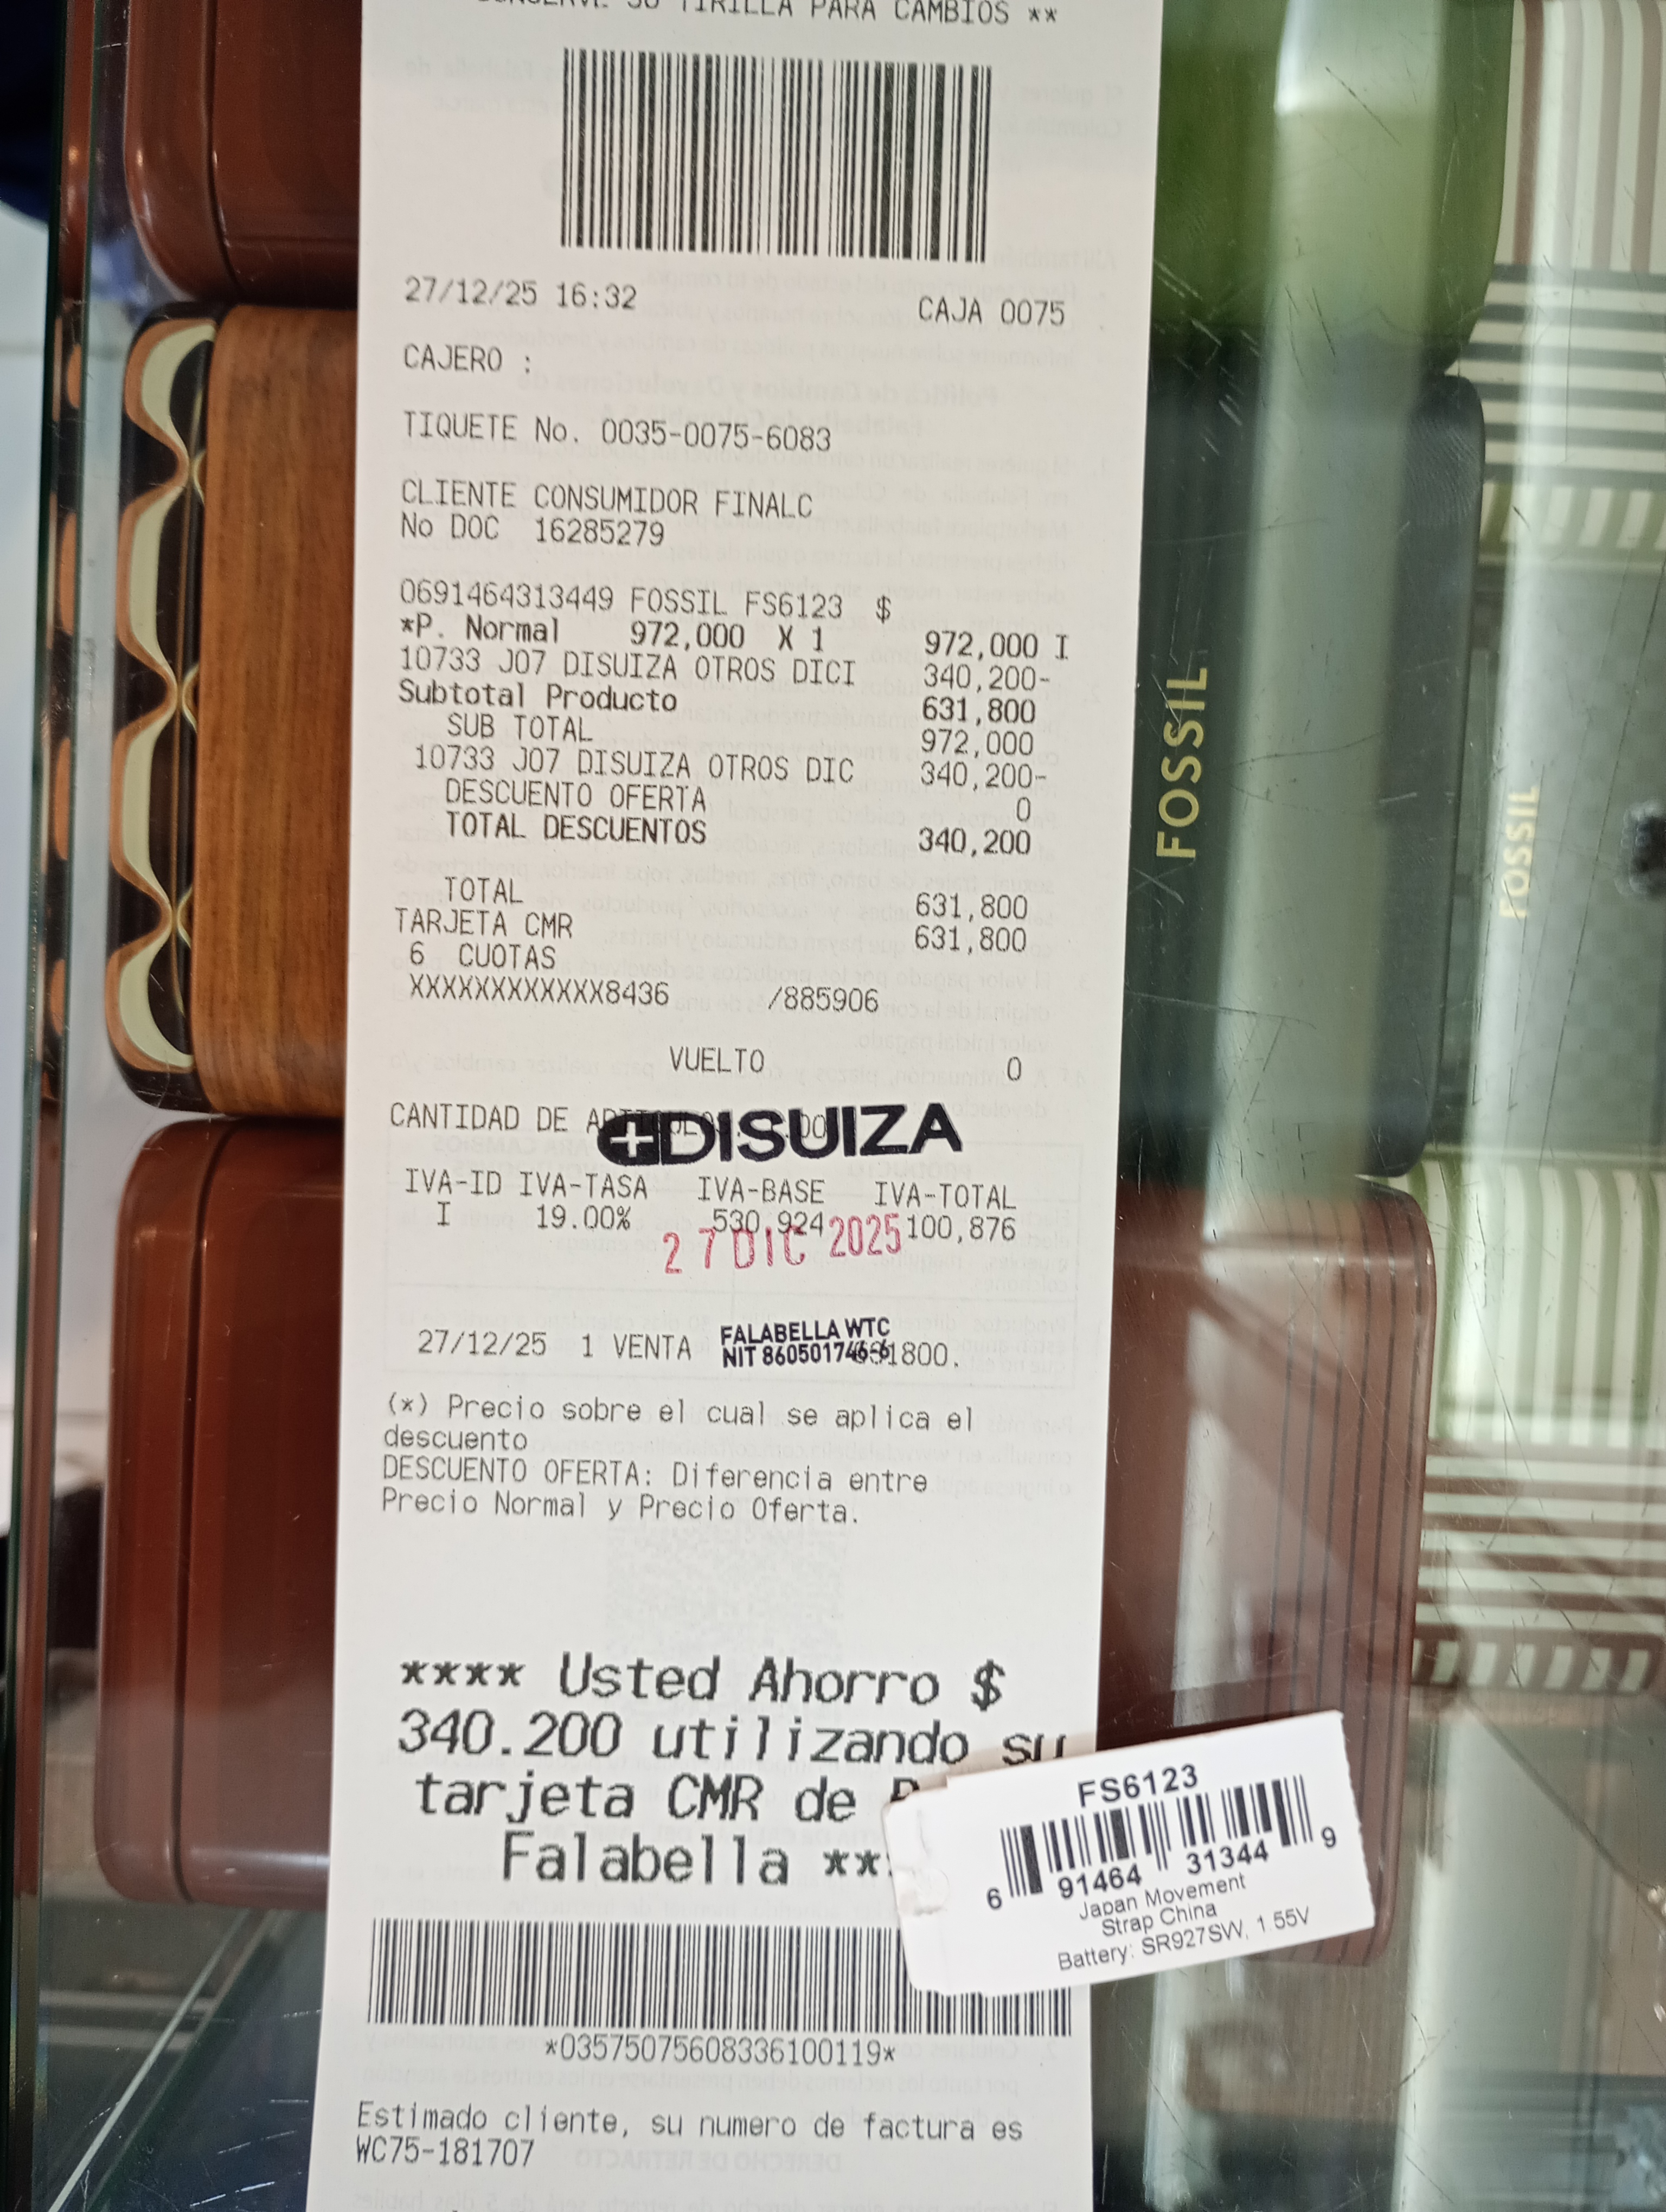 TIRILLA PARA CAMBIOS **
27/12/25 16:32 CAJA 0075
CAJERO :
TIQUETE No. 0035-0075-6083
CLIENTE CONSUMIDOR FINALC
No DOC 16285279
0691464313449 FOSSIL FS6123 $
*P. Normal 972,000 X 1 972,000 I
10733 J07 DISUIZA OTROS DICI 340,200-
Subtotal Producto 631,800
SUB TOTAL 972,000
10733 J07 DISUIZA OTROS DIC 340,200-
DESCUENTO OFERTA 0
TOTAL DESCUENTOS 340,200
TOTAL 631,800
TARJETA CMR 631,800
6 CUOTAS
XXXXXXXXXXXX8436 /885906
VUELTO 0
CANTIDAD DE
DISUIZA
IVA-ID IVA-TASA IVA-BASE IVA-TOTAL
I 19.00% 530,924 100,876
27 DIC 2025
27/12/25 1 VENTA
FALABELLA WTC
NIT 860501746-6
(*) Precio sobre el cual se aplica el
descuento
DESCUENTO OFERTA: Diferencia entre
Precio Normal y Precio Oferta.
**** Usted Ahorro $
340.200 utilizando su
tarjeta CMR de
Falabella **
*03575075608336100119*
Estimado cliente, su numero de factura es
WC75-181707
FS6123
6 91464 31344 9
Japan Movement
Strap China
Battery: SR927SW, 1.55V
FOSSIL
FOSSIL